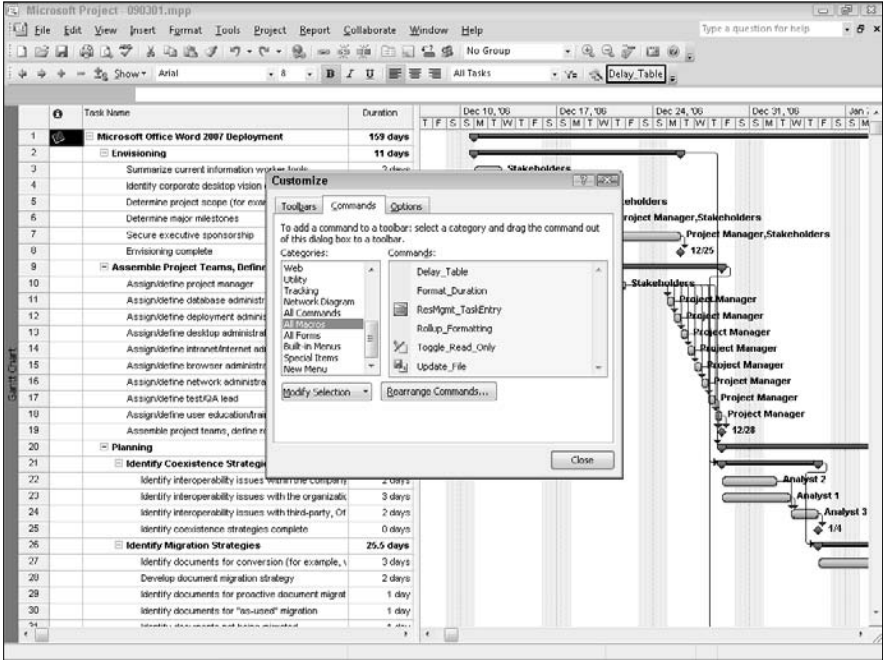 Microsoft Project - 090301.mpp
File Edit View Insert Format Tools Project Report Collaborate Window Help
Type a question for help
No Group
Show Arial 8 B I U All Tasks Delay_Table
Task Name Duration
Dec 10, '06 Dec 17, '06 Dec 24, '06 Dec 31, '06 Jan
T F S S M T W T F S S M T W T F S S M T W T F S S M T W T F S S M
1 Microsoft Office Word 2007 Deployment 159 days
2 Envisioning 11 days
3 Summarize current information worker tools 2 days Stakeholders
4 Identify corporate desktop vision
5 Determine project scope (for exam eholders
6 Determine major milestones roject Manager,Stakeholders
7 Secure executive sponsorship Project Manager,Stakeholders
8 Envisioning complete 12/25
9 Assemble Project Teams, Define
10 Assign/define project manager Stakeholders
11 Assign/define database administr Project Manager
12 Assign/define deployment adminis Project Manager
13 Assign/define desktop administrat Project Manager
14 Assign/define intranet/Internet adm Project Manager
15 Assign/define browser administra Project Manager
16 Assign/define network administra Project Manager
17 Assign/define test/QA lead Project Manager
18 Assign/define user education/trai Project Manager
19 Assemble project teams, define r 12/28
20 Planning
21 Identify Coexistence Strategi
22 Identify interoperability issues within the company 2 days Analyst 2
23 Identify interoperability issues with the organizatio 3 days Analyst 1
24 Identify interoperability issues with third-party, Of 2 days Analyst 3
25 Identify coexistence strategies complete 0 days 1/4
26 Identify Migration Strategies 25.5 days
27 Identify documents for conversion (for example, v 3 days
28 Develop document migration strategy 2 days
29 Identify documents for proactive document migrat 1 day
30 Identify documents for "as-used" migration 1 day
31
Gantt Chart
Customize
Toolbars Commands Options
To add a command to a toolbar: select a category and drag the command out
of this dialog box to a toolbar.
Categories: Commands:
Web
Utility
Tracking
Network Diagram
All Commands
All Macros
All Forms
Built-in Menus
Special Items
New Menu
Delay_Table
Format_Duration
ResMgmt_TaskEntry
Rollup_Formatting
Toggle_Read_Only
Update_File
Modify Selection Rearrange Commands...
Close